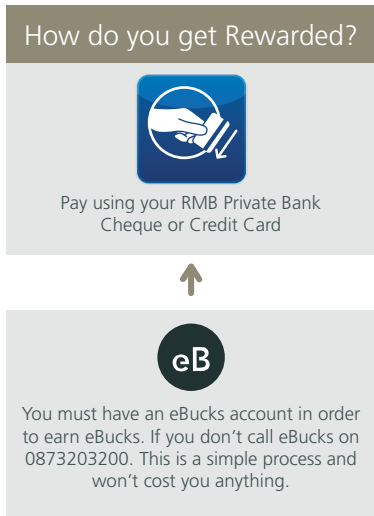 How do you get Rewarded?
Pay using your RMB Private Bank
Cheque or Credit Card
eB
You must have an eBucks account in order
to earn eBucks. If you don't call eBucks on
0873203200. This is a simple process and
won't cost you anything.